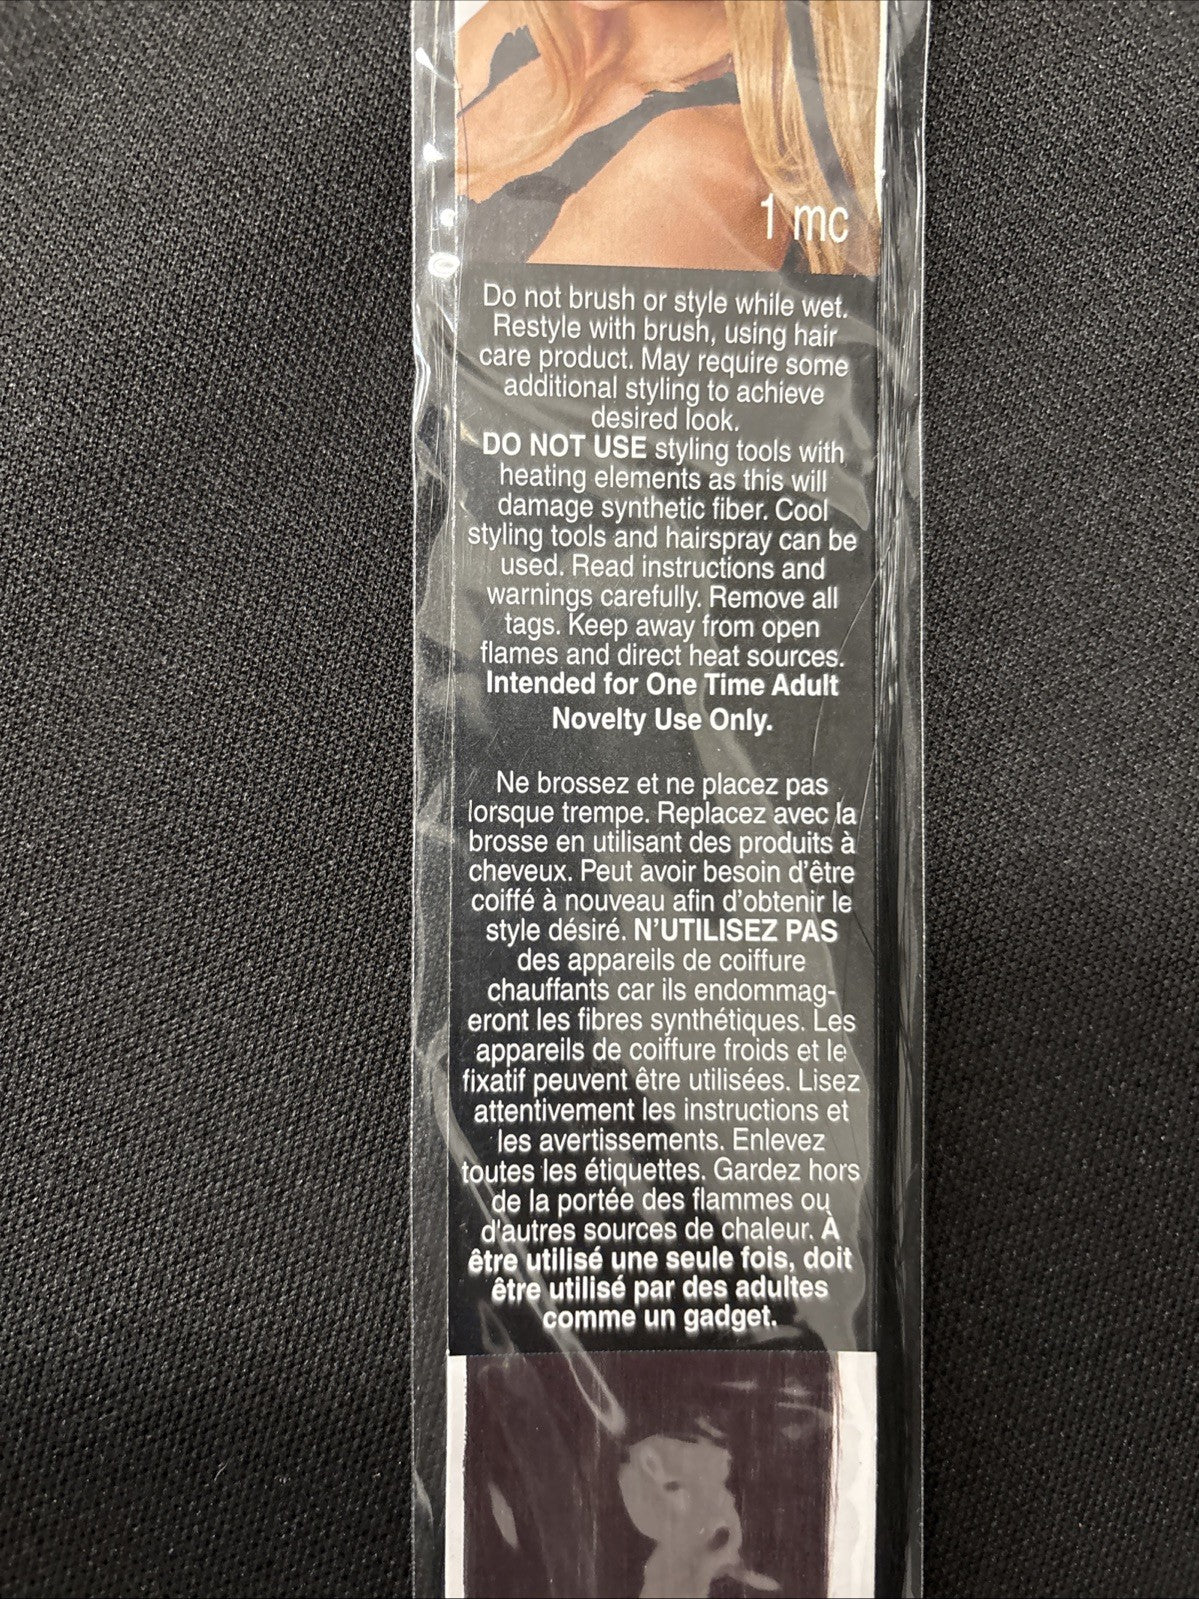 1 mc
Do not brush or style while wet.
Restyle with brush, using hair
care product. May require some
additional styling to achieve
desired look.
DO NOT USE styling tools with
heating elements as this will
damage synthetic fiber. Cool
styling tools and hairspray can be
used. Read instructions and
warnings carefully. Remove all
tags. Keep away from open
flames and direct heat sources.
Intended for One Time Adult
Novelty Use Only.
Ne brossez et ne placez pas
lorsque trempe. Replacez avec la
brosse en utilisant des produits à
cheveux. Peut avoir besoin d'être
coiffé à nouveau afin d'obtenir le
style désiré. N'UTILISEZ PAS
des appareils de coiffure
chauffants car ils endommag-
eront les fibres synthétiques. Les
appareils de coiffure froids et le
fixatif peuvent être utilisées. Lisez
attentivement les instructions et
les avertissements. Enlevez
toutes les étiquettes. Gardez hors
de la portée des flammes ou
d'autres sources de chaleur. À
être utilisé une seule fois, doit
être utilisé par des adultes
comme un gadget.